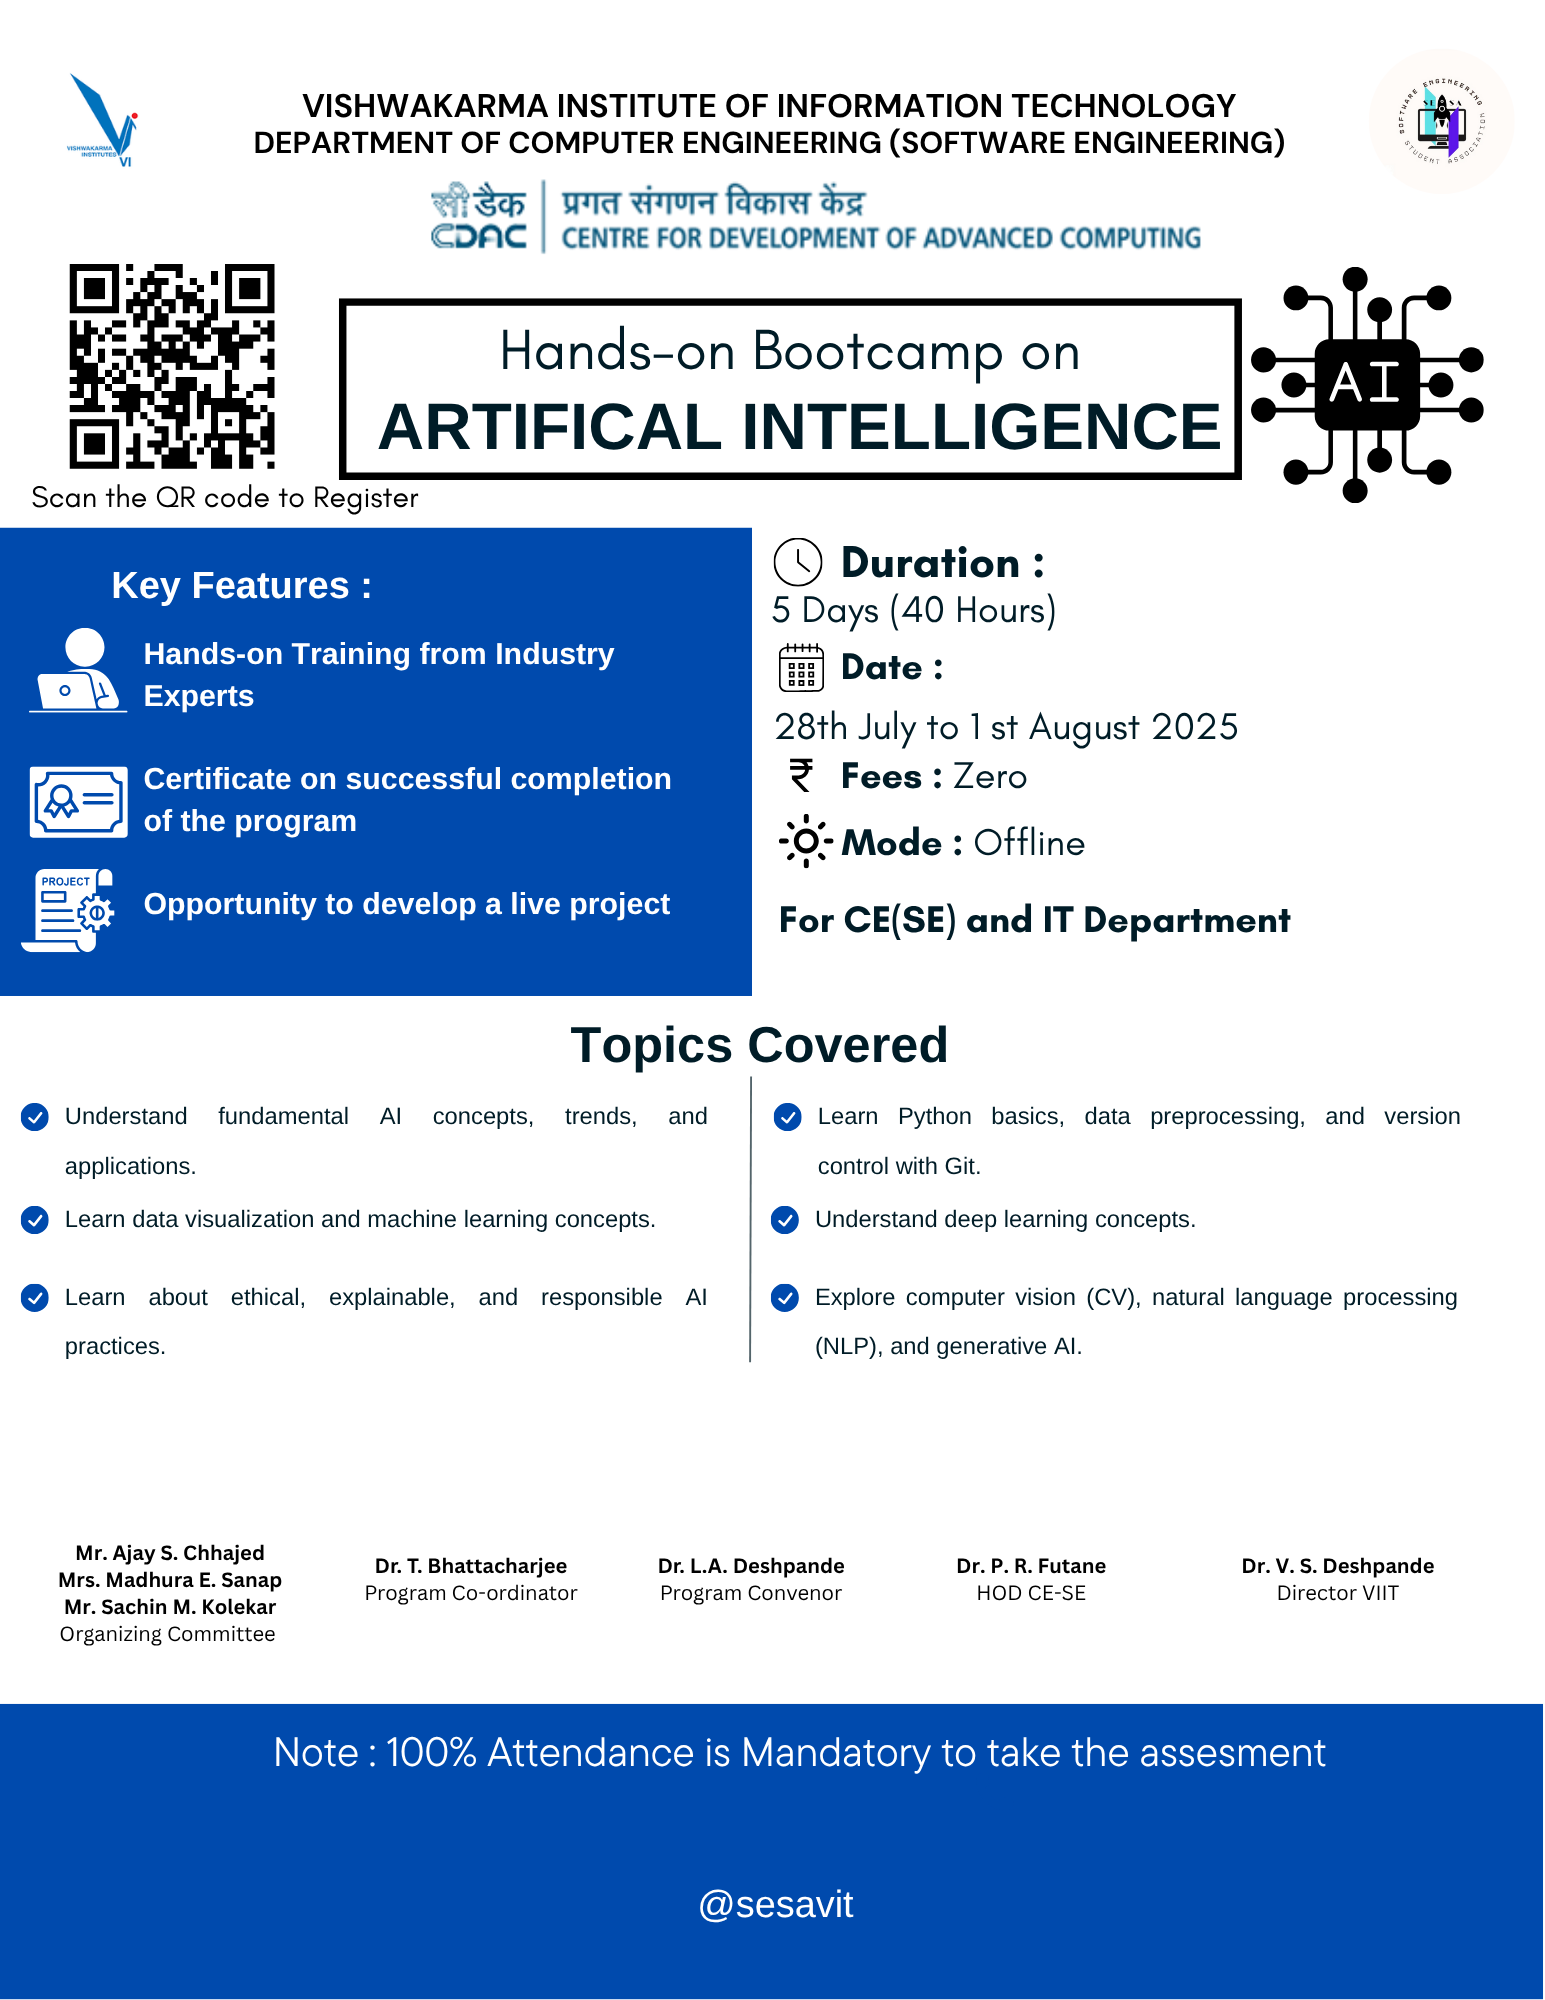 VISHWAKARMA INSTITUTES
VI
VISHWAKARMA INSTITUTE OF INFORMATION TECHNOLOGY
DEPARTMENT OF COMPUTER ENGINEERING (SOFTWARE ENGINEERING)
SOFTWARE ENGINEERING
SESA
STUDENT ASSOCIATION
सी डैक
CDAC
प्रगत संगणन विकास केंद्र
CENTRE FOR DEVELOPMENT OF ADVANCED COMPUTING
Hands-on Bootcamp on
ARTIFICAL INTELLIGENCE
AI
Scan the QR code to Register
Key Features :
Hands-on Training from Industry
Experts
Certificate on successful completion
of the program
PROJECT
Opportunity to develop a live project
Duration :
5 Days (40 Hours)
Date :
28th July to 1 st August 2025
₹ Fees : Zero
Mode : Offline
For CE(SE) and IT Department
Topics Covered
Understand fundamental AI concepts, trends, and
applications.
Learn data visualization and machine learning concepts.
Learn about ethical, explainable, and responsible AI
practices.
Learn Python basics, data preprocessing, and version
control with Git.
Understand deep learning concepts.
Explore computer vision (CV), natural language processing
(NLP), and generative AI.
Mr. Ajay S. Chhajed
Mrs. Madhura E. Sanap
Mr. Sachin M. Kolekar
Organizing Committee
Dr. T. Bhattacharjee
Program Co-ordinator
Dr. L.A. Deshpande
Program Convenor
Dr. P. R. Futane
HOD CE-SE
Dr. V. S. Deshpande
Director VIIT
Note : 100% Attendance is Mandatory to take the assesment
@sesavit